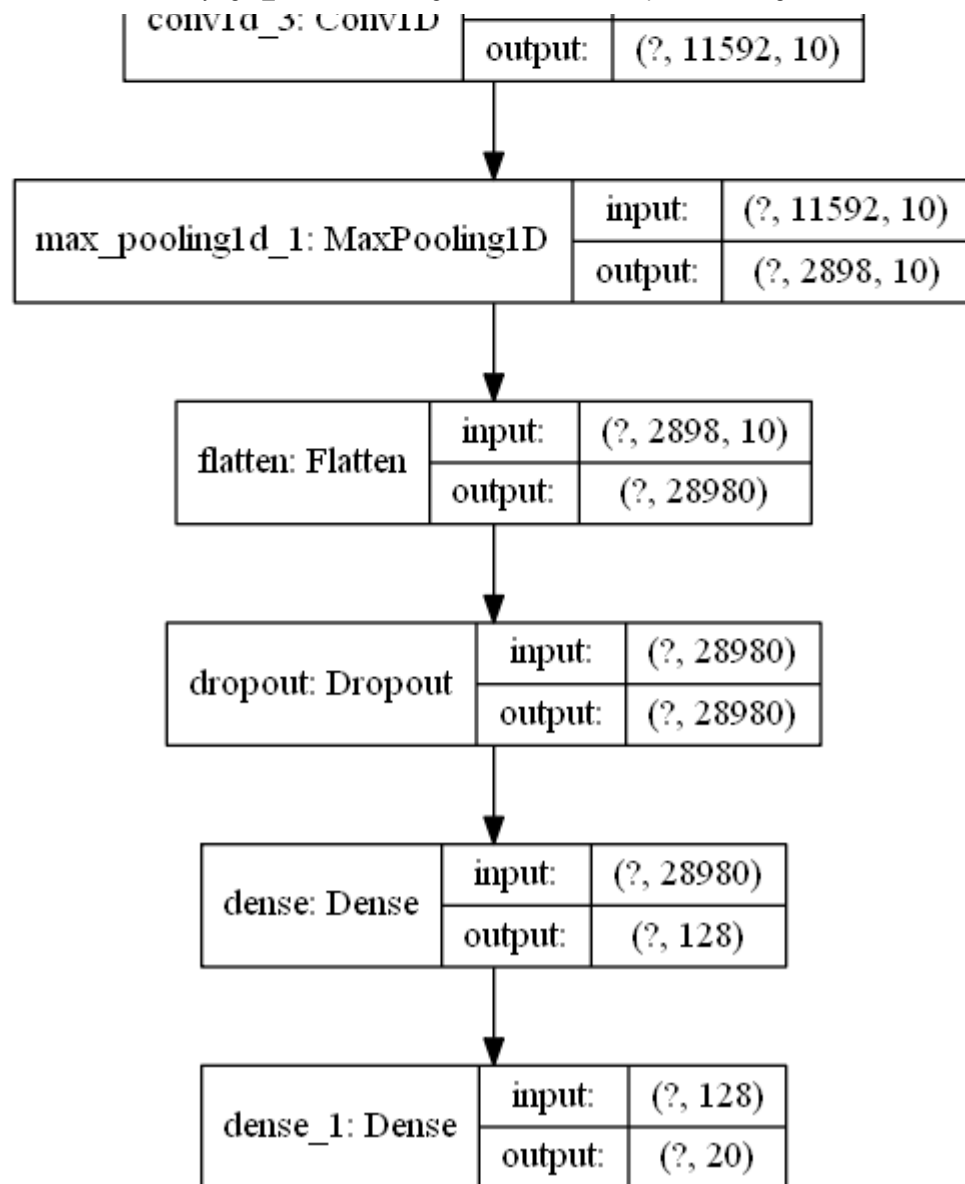 conv1d_3: Conv1D
output: (?, 11592, 10)
max_pooling1d_1: MaxPooling1D
input: (?, 11592, 10)
output: (?, 2898, 10)
flatten: Flatten
input: (?, 2898, 10)
output: (?, 28980)
dropout: Dropout
input: (?, 28980)
output: (?, 28980)
dense: Dense
input: (?, 28980)
output: (?, 128)
dense_1: Dense
input: (?, 128)
output: (?, 20)